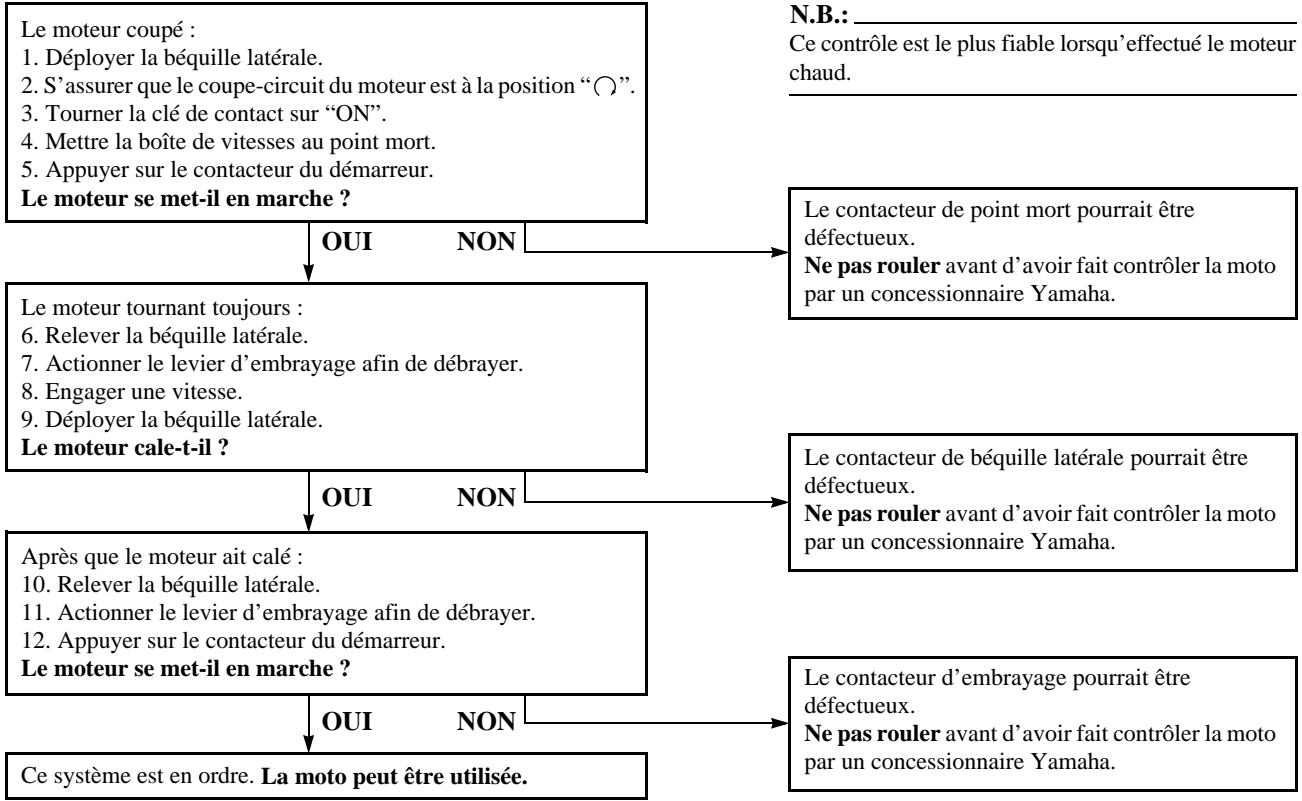 Le moteur coupé :
1. Déployer la béquille latérale.
2. S’assurer que le coupe-circuit du moteur est à la position “ ”.
3. Tourner la clé de contact sur “ON”.
4. Mettre la boîte de vitesses au point mort.
5. Appuyer sur le contacteur du démarreur.
Le moteur se met-il en marche ?
N.B.:
Ce contrôle est le plus fiable lorsqu’effectué le moteur
chaud.
OUI NON
Le contacteur de point mort pourrait être
défectueux.
Ne pas rouler avant d’avoir fait contrôler la moto
par un concessionnaire Yamaha.
Le moteur tournant toujours :
6. Relever la béquille latérale.
7. Actionner le levier d’embrayage afin de débrayer.
8. Engager une vitesse.
9. Déployer la béquille latérale.
Le moteur cale-t-il ?
OUI NON
Le contacteur de béquille latérale pourrait être
défectueux.
Ne pas rouler avant d’avoir fait contrôler la moto
par un concessionnaire Yamaha.
Après que le moteur ait calé :
10. Relever la béquille latérale.
11. Actionner le levier d’embrayage afin de débrayer.
12. Appuyer sur le contacteur du démarreur.
Le moteur se met-il en marche ?
OUI NON
Le contacteur d’embrayage pourrait être
défectueux.
Ne pas rouler avant d’avoir fait contrôler la moto
par un concessionnaire Yamaha.
Ce système est en ordre. La moto peut être utilisée.